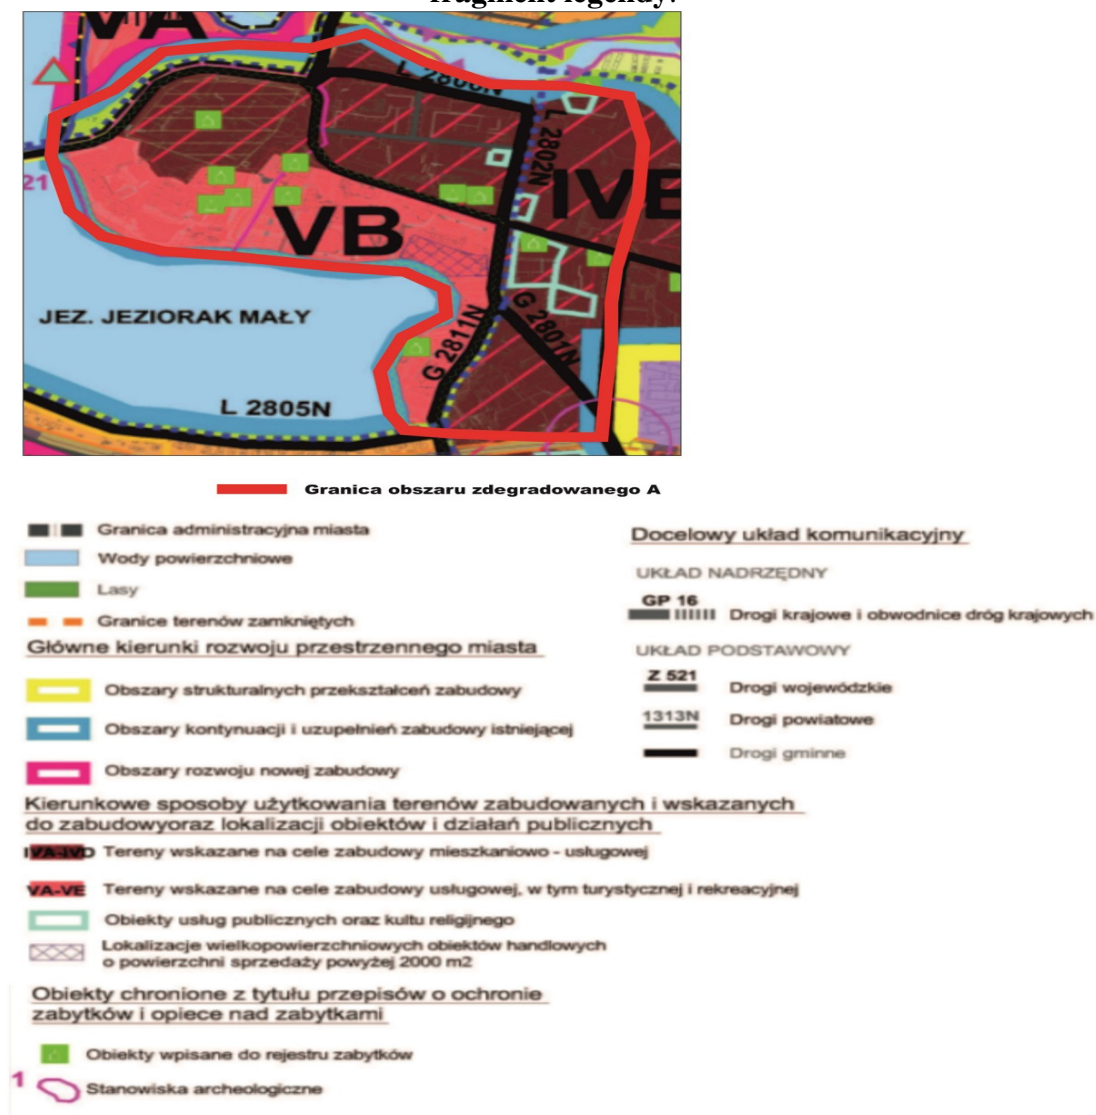 fragment legendy:
VA
L 2806N
L 2802N
IVB
21
VB
JEZ. JEZIORAK MAŁY
G 2811N
G 2801N
L 2805N
Granica obszaru zdegradowanego A
Granica administracyjna miasta
Wody powierzchniowe
Lasy
Granice terenów zamkniętych
Główne kierunki rozwoju przestrzennego miasta
Obszary strukturalnych przekształceń zabudowy
Obszary kontynuacji i uzupełnień zabudowy istniejącej
Obszary rozwoju nowej zabudowy
Docelowy układ komunikacyjny
UKŁAD NADRZĘDNY
GP 16
Drogi krajowe i obwodnice dróg krajowych
UKŁAD PODSTAWOWY
Z 521
Drogi wojewódzkie
1313N
Drogi powiatowe
Drogi gminne
Kierunkowe sposoby użytkowania terenów zabudowanych i wskazanych
do zabudowyoraz lokalizacji obiektów i działań publicznych
IVA-IVD Tereny wskazane na cele zabudowy mieszkaniowo - usługowej
VA-VE Tereny wskazane na cele zabudowy usługowej, w tym turystycznej i rekreacyjnej
Obiekty usług publicznych oraz kultu religijnego
Lokalizacje wielkopowierzchniowych obiektów handlowych
o powierzchni sprzedaży powyżej 2000 m2
Obiekty chronione z tytułu przepisów o ochronie
zabytków i opiece nad zabytkami
Obiekty wpisane do rejestru zabytków
1 Stanowiska archeologiczne